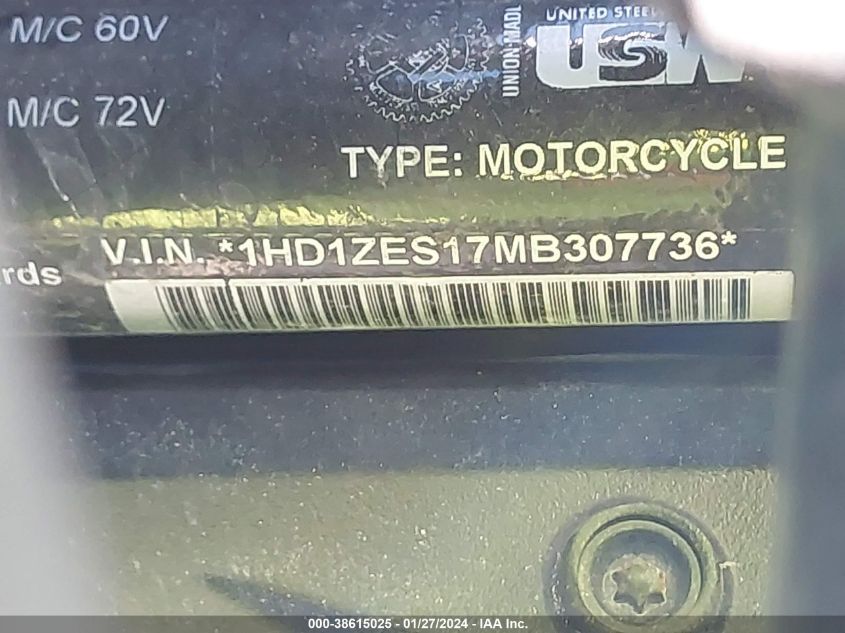 M/C 60V
UNITED STEEL
UNION-MADE
USW
M/C 72V
TYPE: MOTORCYCLE
V.I.N. *1HD1ZES17MB307736*
rds
000-38615025 - 01/27/2024 - IAA Inc.